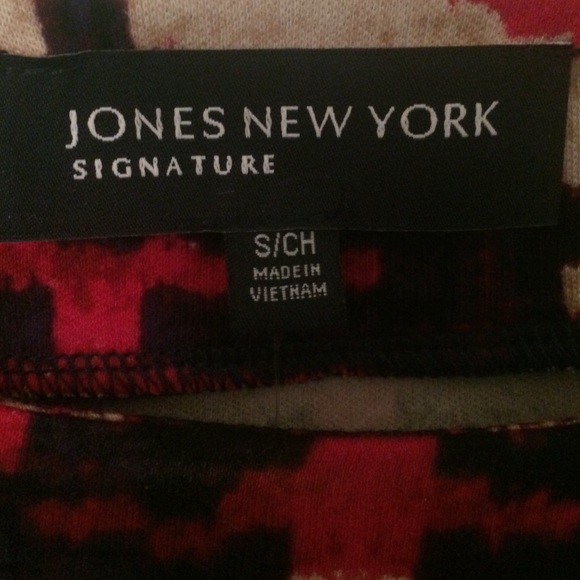 JONES NEW YORK
SIGNATURE
S/CH
MADE IN
VIETNAM